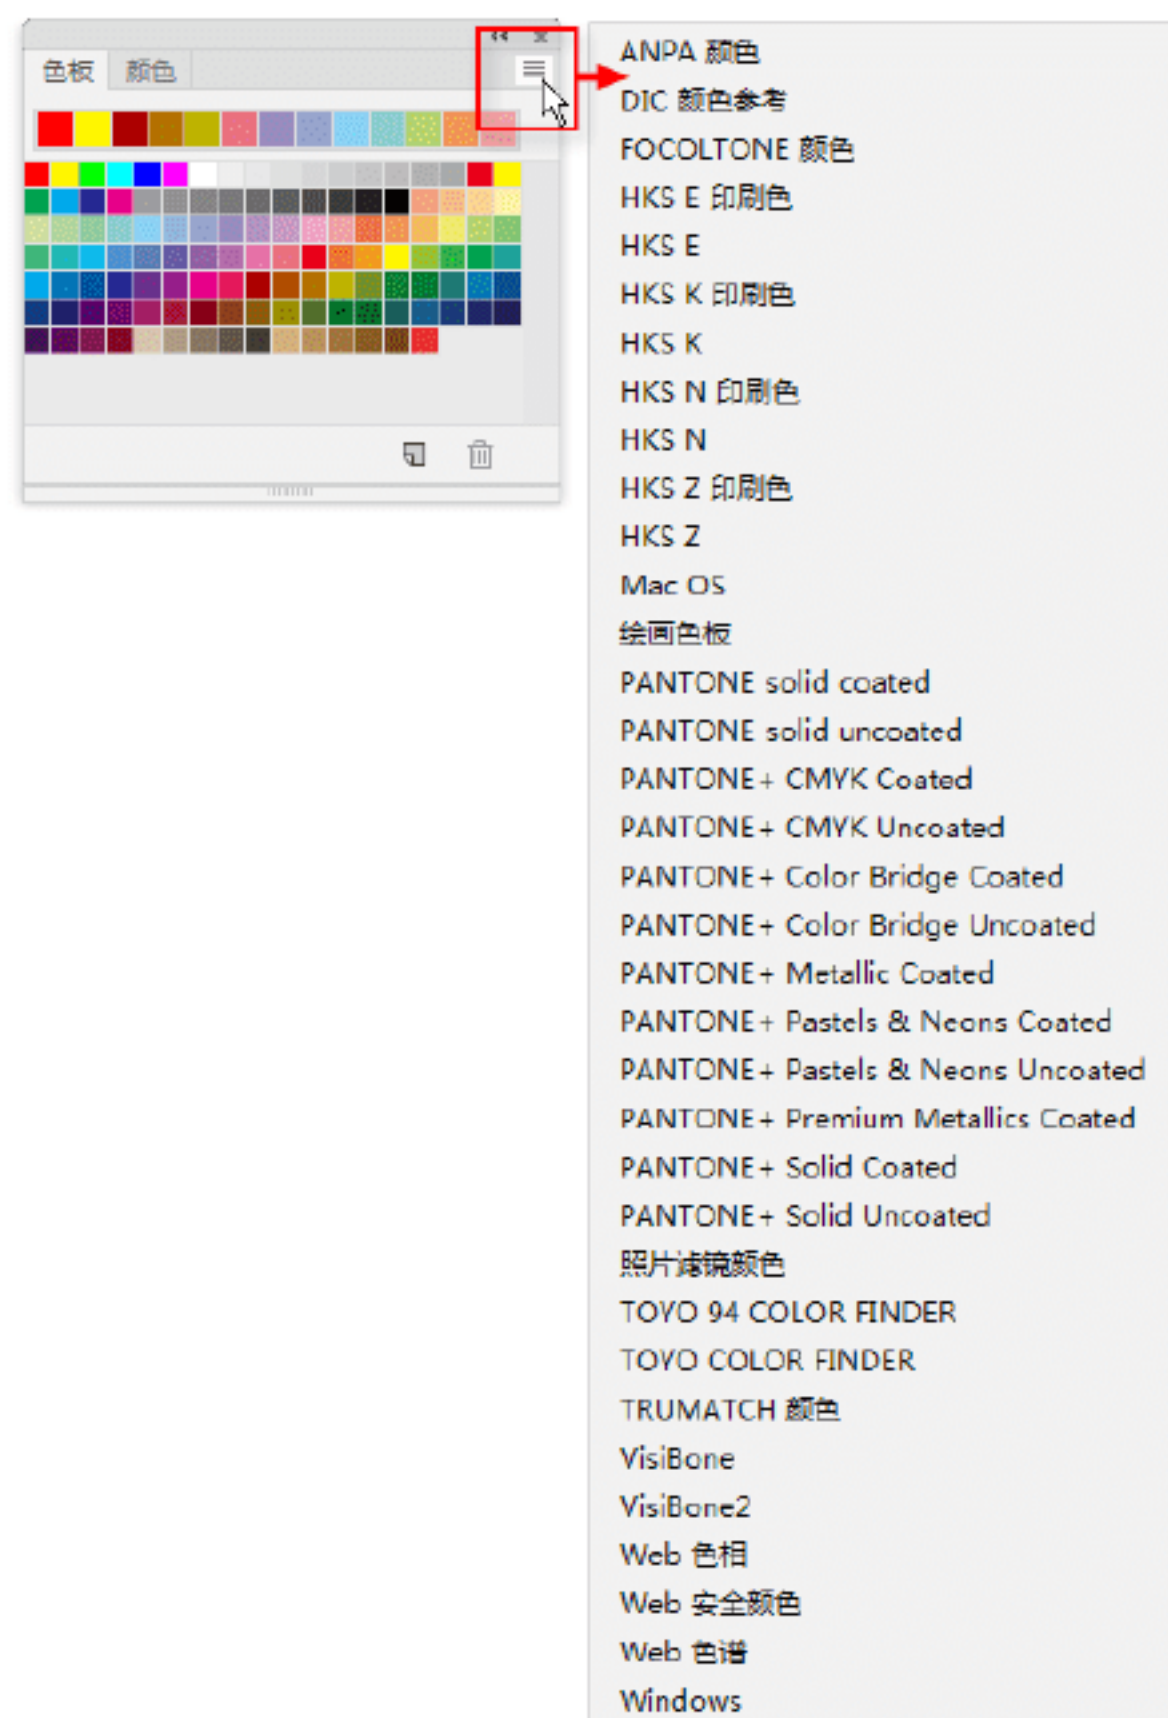 色板 颜色
ANPA 颜色
DIC 颜色参考
FOCOLTONE 颜色
HKS E 印刷色
HKS E
HKS K 印刷色
HKS K
HKS N 印刷色
HKS N
HKS Z 印刷色
HKS Z
Mac OS
绘画色板
PANTONE solid coated
PANTONE solid uncoated
PANTONE+ CMYK Coated
PANTONE+ CMYK Uncoated
PANTONE+ Color Bridge Coated
PANTONE+ Color Bridge Uncoated
PANTONE+ Metallic Coated
PANTONE+ Pastels & Neons Coated
PANTONE+ Pastels & Neons Uncoated
PANTONE+ Premium Metallics Coated
PANTONE+ Solid Coated
PANTONE+ Solid Uncoated
照片滤镜颜色
TOYO 94 COLOR FINDER
TOYO COLOR FINDER
TRUMATCH 颜色
VisiBone
VisiBone2
Web 色相
Web 安全颜色
Web 色谱
Windows